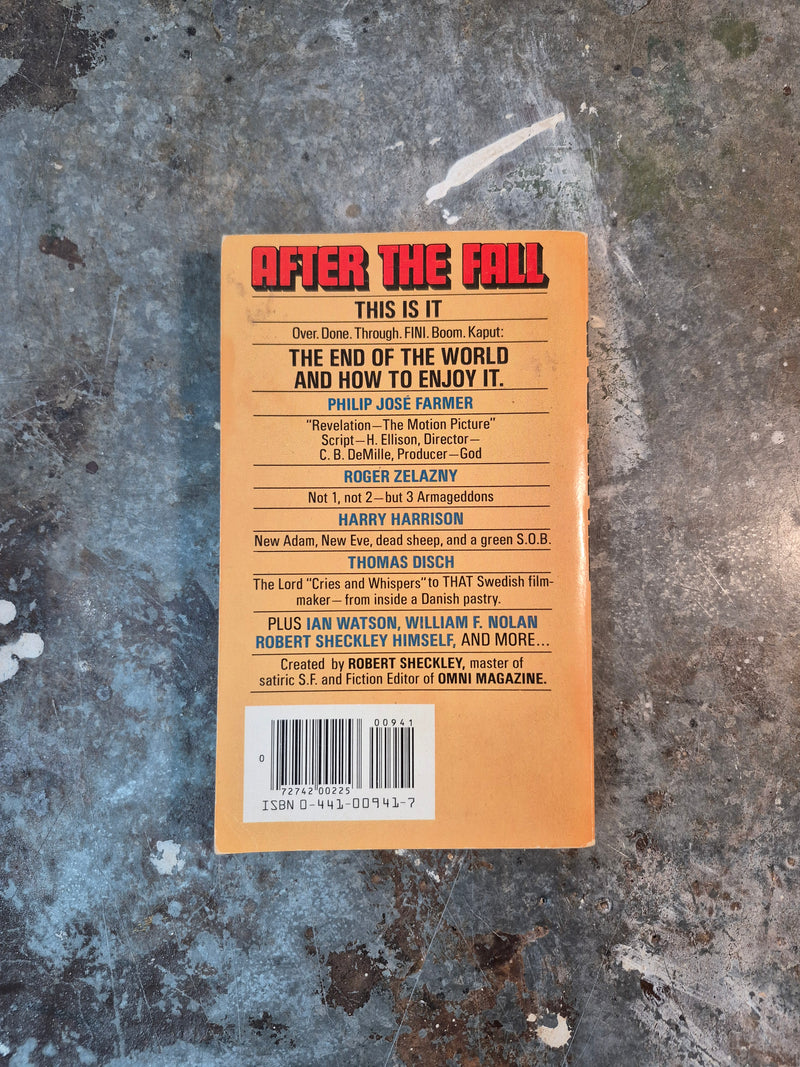 AFTER THE FALL
THIS IS IT
Over. Done. Through. FINI. Boom. Kaput:
THE END OF THE WORLD
AND HOW TO ENJOY IT.
PHILIP JOSÉ FARMER
"Revelation—The Motion Picture"
Script—H. Ellison, Director—
C. B. DeMille, Producer—God
ROGER ZELAZNY
Not 1, not 2—but 3 Armageddons
HARRY HARRISON
New Adam, New Eve, dead sheep, and a green S.O.B.
THOMAS DISCH
The Lord "Cries and Whispers" to THAT Swedish film-
maker—from inside a Danish pastry.
PLUS IAN WATSON, WILLIAM F. NOLAN
ROBERT SHECKLEY HIMSELF, AND MORE...
Created by ROBERT SHECKLEY, master of
satiric S.F. and Fiction Editor of OMNI MAGAZINE.
00941
0
72742 00225
ISBN 0-441-00941-7